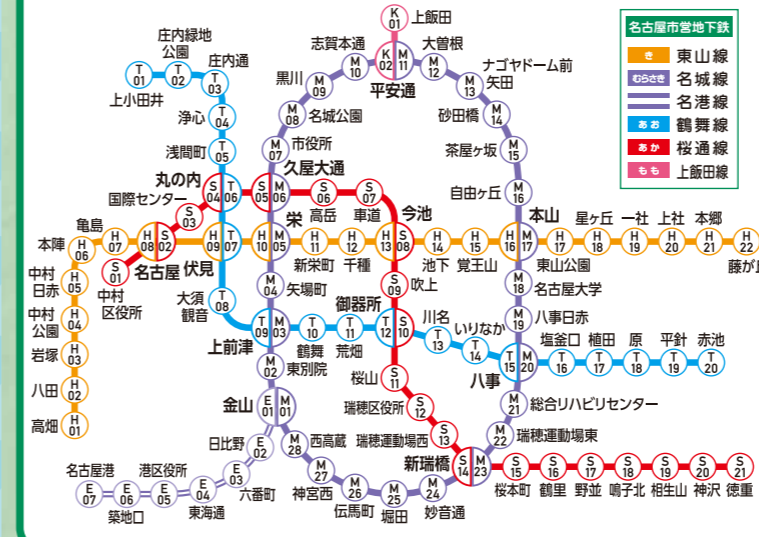 名古屋市営地下鉄
き 東山線
むらさき 名城線
名港線
あお 鶴舞線
あか 桜通線
もも 上飯田線
K 01 上飯田
K 02 M 11 平安通
M 12 大曽根
M 13 ナゴヤドーム前
矢田
M 14 砂田橋
M 15 茶屋ヶ坂
M 16 自由ヶ丘
H 16 M 17 本山
M 18 名古屋大学
M 19 八事日赤
T 15 M 20 八事
M 21 総合リハビリセンター
M 22 瑞穂運動場東
S 14 M 23 新瑞橋
M 24 妙音通
M 25 堀田
M 26 伝馬町
M 27 神宮西
M 28 西高蔵
E 01 M 01 金山
M 02 東別院
T 09 M 03 上前津
M 04 矢場町
H 10 M 05 栄
S 05 M 06 久屋大通
M 07 市役所
M 08 名城公園
M 09 黒川
M 10 志賀本通
T 01 上小田井
T 02 庄内緑地
公園
T 03 庄内通
T 04 浄心
T 05 浅間町
S 04 T 06 丸の内
H 09 T 07 伏見
T 08 大須
観音
T 10 鶴舞
T 11 荒畑
T 12 S 10 御器所
T 13 川名
T 14 いりなか
T 16 塩釜口
T 17 植田
T 18 原
T 19 平針
T 20 赤池
H 01 高畑
H 02 八田
H 03 岩塚
H 04 中村
公園
H 05 中村
日赤
H 06 本陣
H 07 亀島
H 08 S 02 名古屋
H 11 新栄町
H 12 千種
H 13 S 08 今池
H 14 池下
H 15 覚王山
H 17 東山公園
H 18 星ヶ丘
H 19 一社
H 20 上社
H 21 本郷
H 22 藤が
S 01 中村
区役所
S 03 国際センター
S 06 高岳
S 07 車道
S 09 吹上
S 11 桜山
S 12 瑞穂区役所
S 13 瑞穂運動場西
S 15 桜本町
S 16 鶴里
S 17 野並
S 18 鳴子北
S 19 相生山
S 20 神沢
S 21 徳重
E 02 日比野
E 03 六番町
E 04 東海通
E 05 港区役所
E 06 築地口
E 07 名古屋港